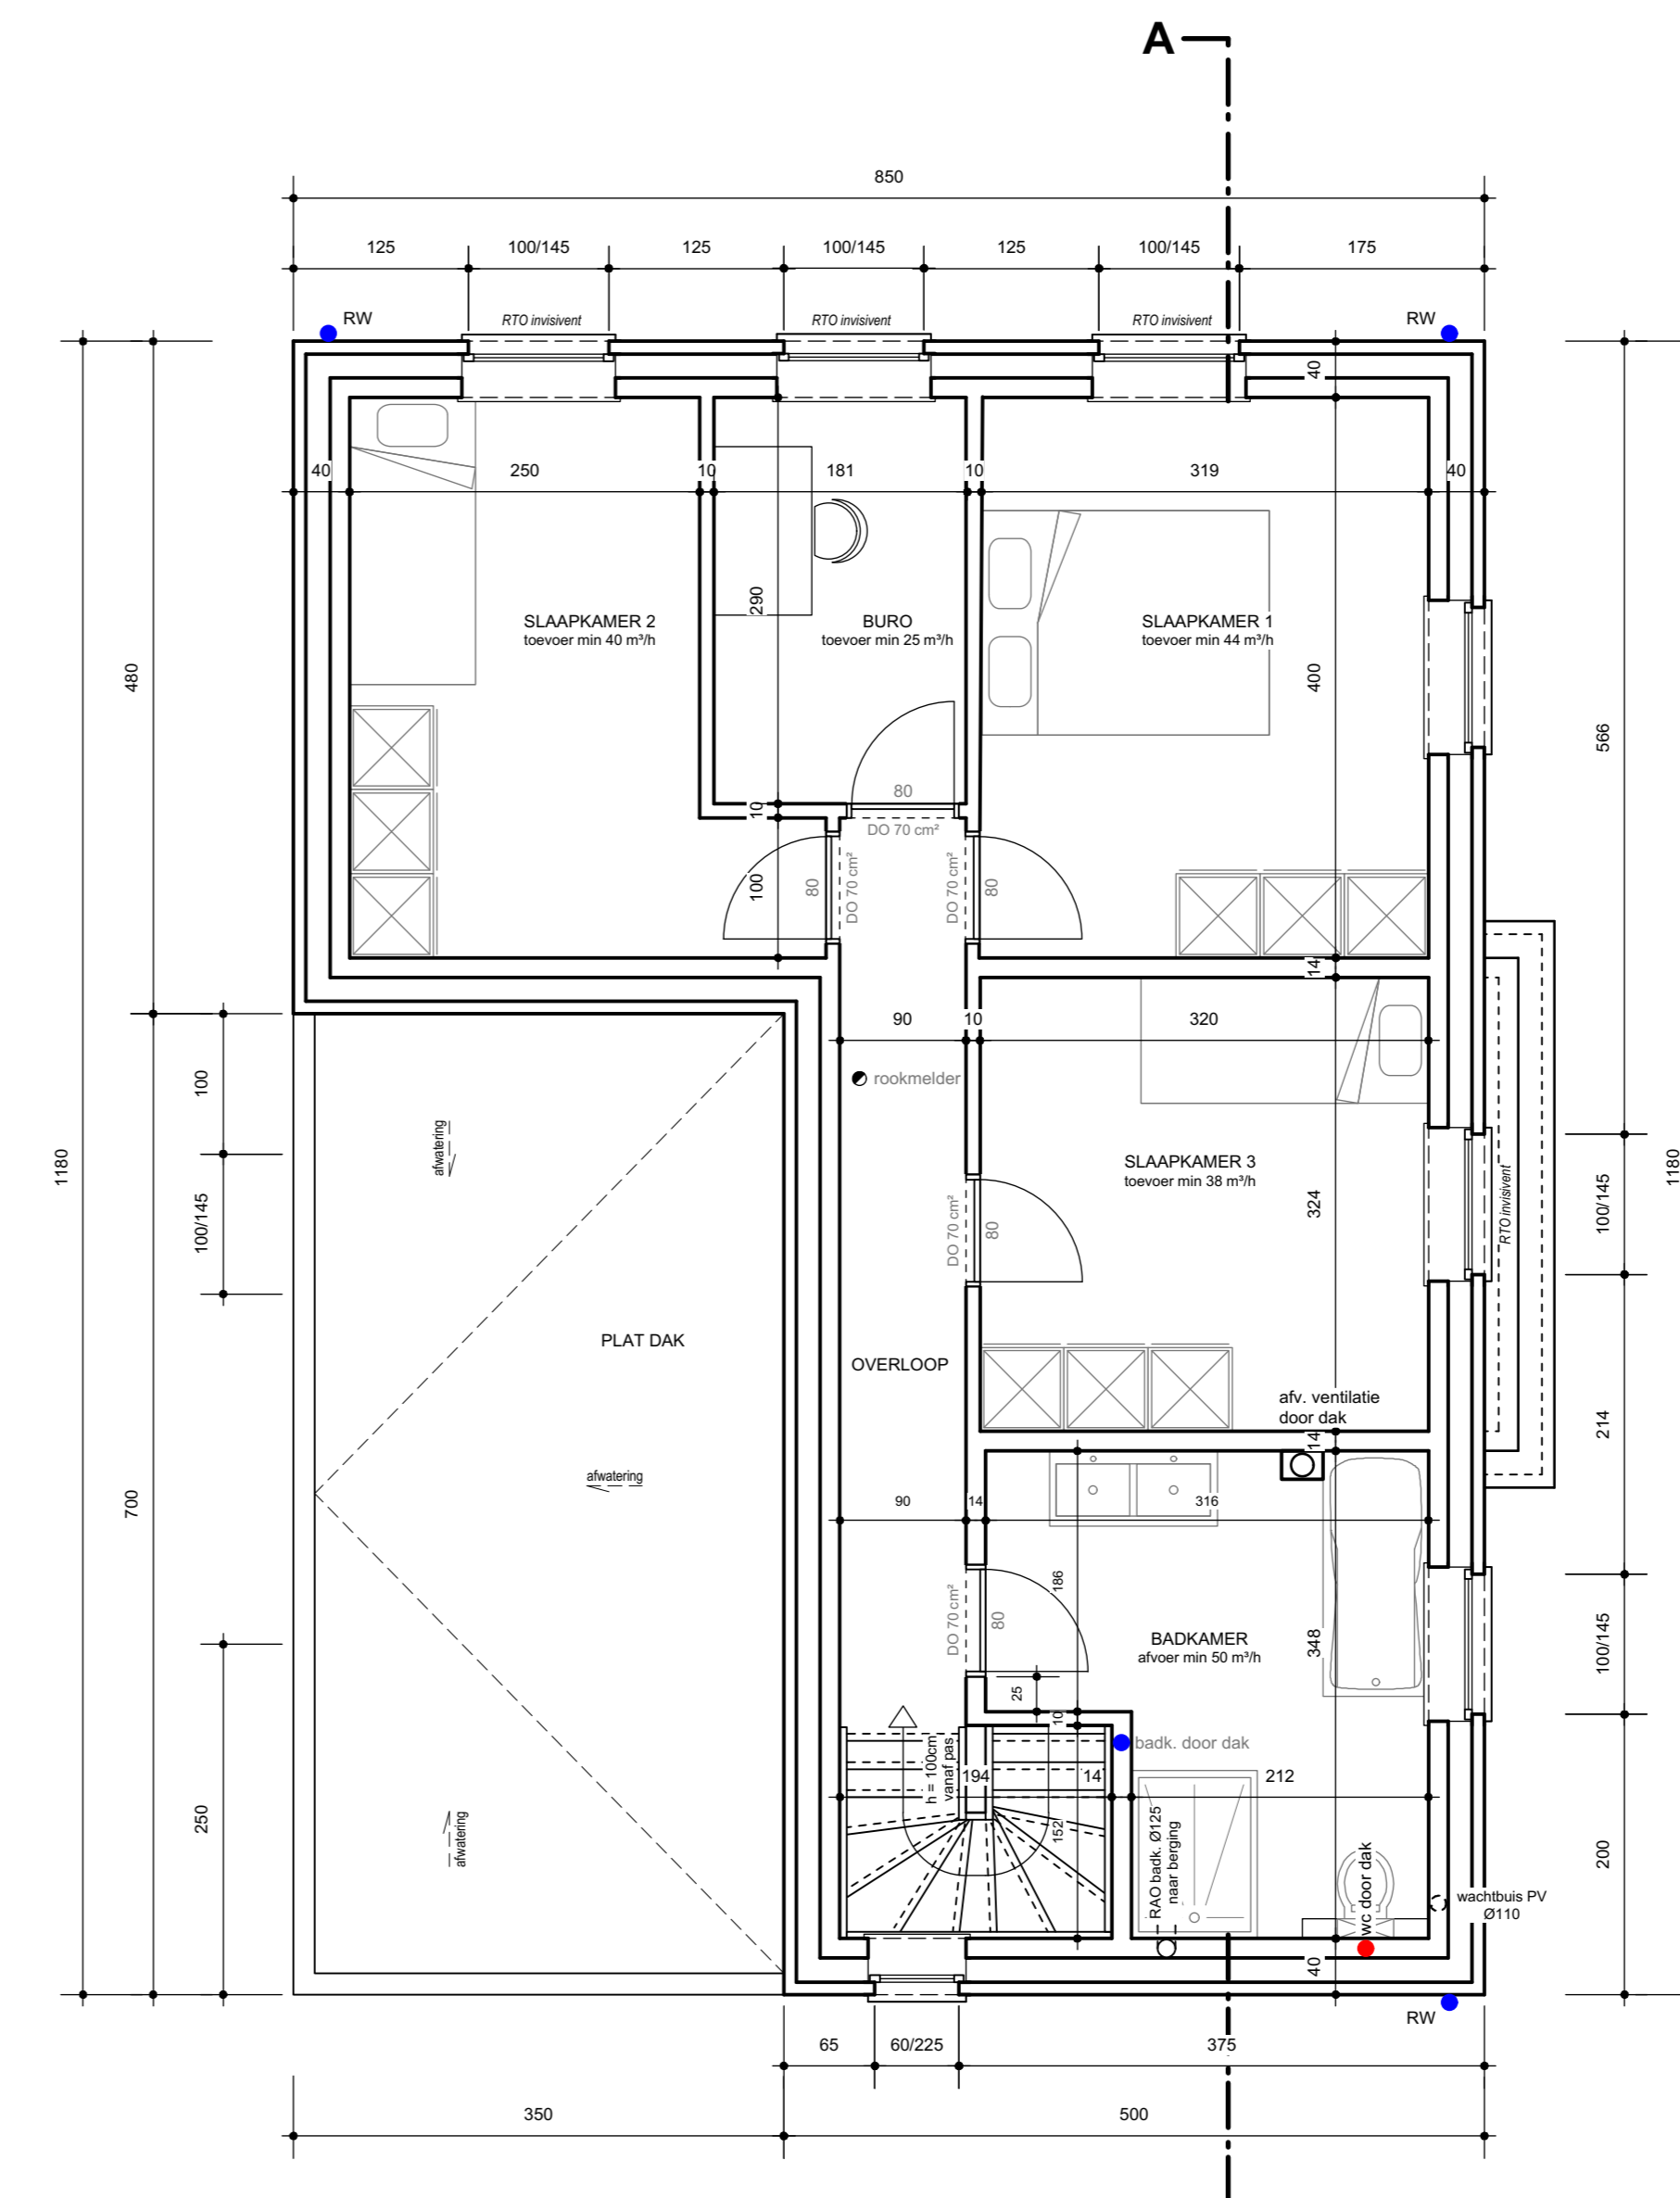 A
850
125
100/145
125
100/145
125
100/145
175
RW
RTO invisivent
RTO invisivent
RTO invisivent
RW
40
40
250
10
181
10
319
40
290
SLAAPKAMER 2
toevoer min 40 m³/h
BURO
toevoer min 25 m³/h
SLAAPKAMER 1
toevoer min 44 m³/h
480
400
566
80
10
DO 70 cm²
100
80
DO 70 cm²
DO 70 cm²
80
14
90
10
320
rookmelder
100
afwatering
1180
100/145
SLAAPKAMER 3
toevoer min 38 m³/h
324
DO 70 cm²
80
RTO invisivent
100/145
1180
PLAT DAK
OVERLOOP
afv. ventilatie
door dak
14
214
700
afwatering
90
14
316
186
DO 70 cm²
80
BADKAMER
afvoer min 50 m³/h
348
100/145
25
10
badk. door dak
h = 100cm
vanaf pas
194
14
212
250
afwatering
152
RAO badk. Ø125
naar berging
wc door dak
wachtbuis PV
Ø110
200
40
RW
65
60/225
375
350
500